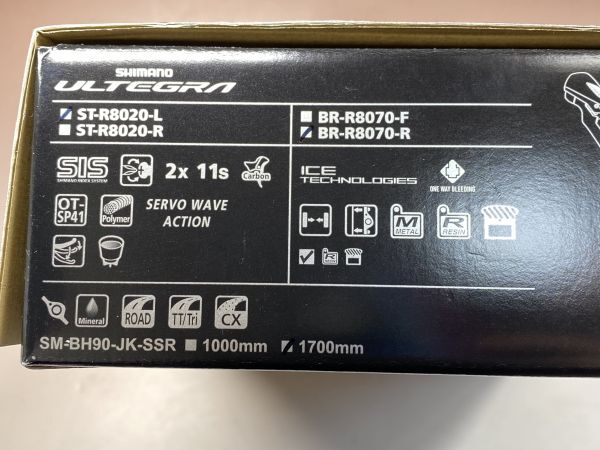 SHIMANO
ULTEGRA
ST-R8020-L
ST-R8020-R
BR-R8070-F
BR-R8070-R
SIS
SHIMANO INDEX SYSTEM
2x 11s
Carbon
OT-
SP41
Polymer
SERVO WAVE
ACTION
ICE
TECHNOLOGIES
ONE WAY BLEEDING
M
METAL
R
RESIN
R
Mineral
ROAD
TT/Tri
CX
SM-BH90-JK-SSR 1000mm 1700mm